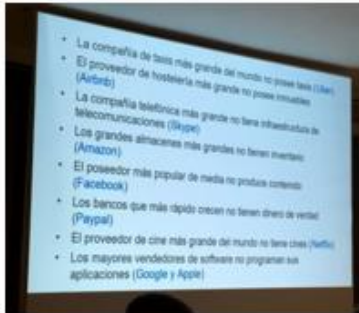 • La compañía de taxis más grande del mundo no posee taxis (Uber)
• El proveedor de hostelería más grande no posee inmuebles
(Airbnb)
• La compañía telefónica más grande no tiene infraestructura de
telecomunicaciones (Skype)
• Los grandes almacenes más grandes no tienen inventario
(Amazon)
• El poseedor más popular de media no produce contenido
(Facebook)
• Los bancos que más rápido crecen no tienen dinero de verdad
(Paypal)
• El proveedor de cine más grande del mundo no tiene cines (Netflix)
• Los mayores vendedores de software no programan sus
aplicaciones (Google y Apple)